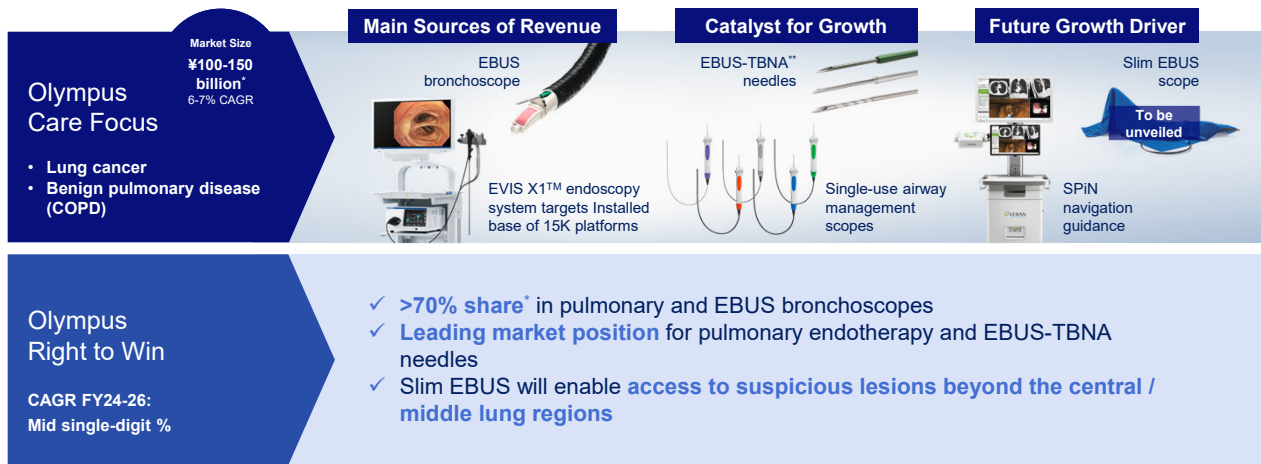 Main Sources of Revenue
Catalyst for Growth
Future Growth Driver
Market Size
¥100-150
billion*
6-7% CAGR
Olympus
Care Focus
• Lung cancer
• Benign pulmonary disease
(COPD)
EBUS
bronchoscope
EVIS X1TM endoscopy
system targets Installed
base of 15K platforms
EBUS-TBNA**
needles
Single-use airway
management
scopes
Slim EBUS
scope
To be
unveiled
VERAN
SPiN
navigation
guidance
Olympus
Right to Win
CAGR FY24-26:
Mid single-digit %
✓ >70% share* in pulmonary and EBUS bronchoscopes
✓ Leading market position for pulmonary endotherapy and EBUS-TBNA
needles
✓ Slim EBUS will enable access to suspicious lesions beyond the central /
middle lung regions